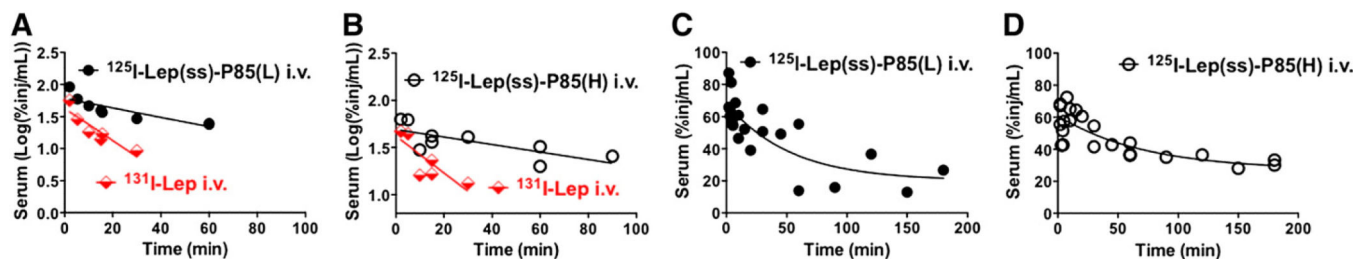 A
Serum (Log(%inj/mL))
2.5
2.0
1.5
1.0
0.5
0.0
125I-Lep(ss)-P85(L) i.v.
131I-Lep i.v.
0 20 40 60 80 100
Time (min)
B
Serum (Log(%inj/mL))
2.5
2.0
1.5
1.0
125I-Lep(ss)-P85(H) i.v.
131I-Lep i.v.
0 20 40 60 80 100
Time (min)
C
Serum (%inj/mL)
100
80
60
40
20
0
125I-Lep(ss)-P85(L) i.v.
0 50 100 150 200
Time (min)
D
Serum (%inj/mL)
100
80
60
40
20
0
125I-Lep(ss)-P85(H) i.v.
0 50 100 150 200
Time (min)